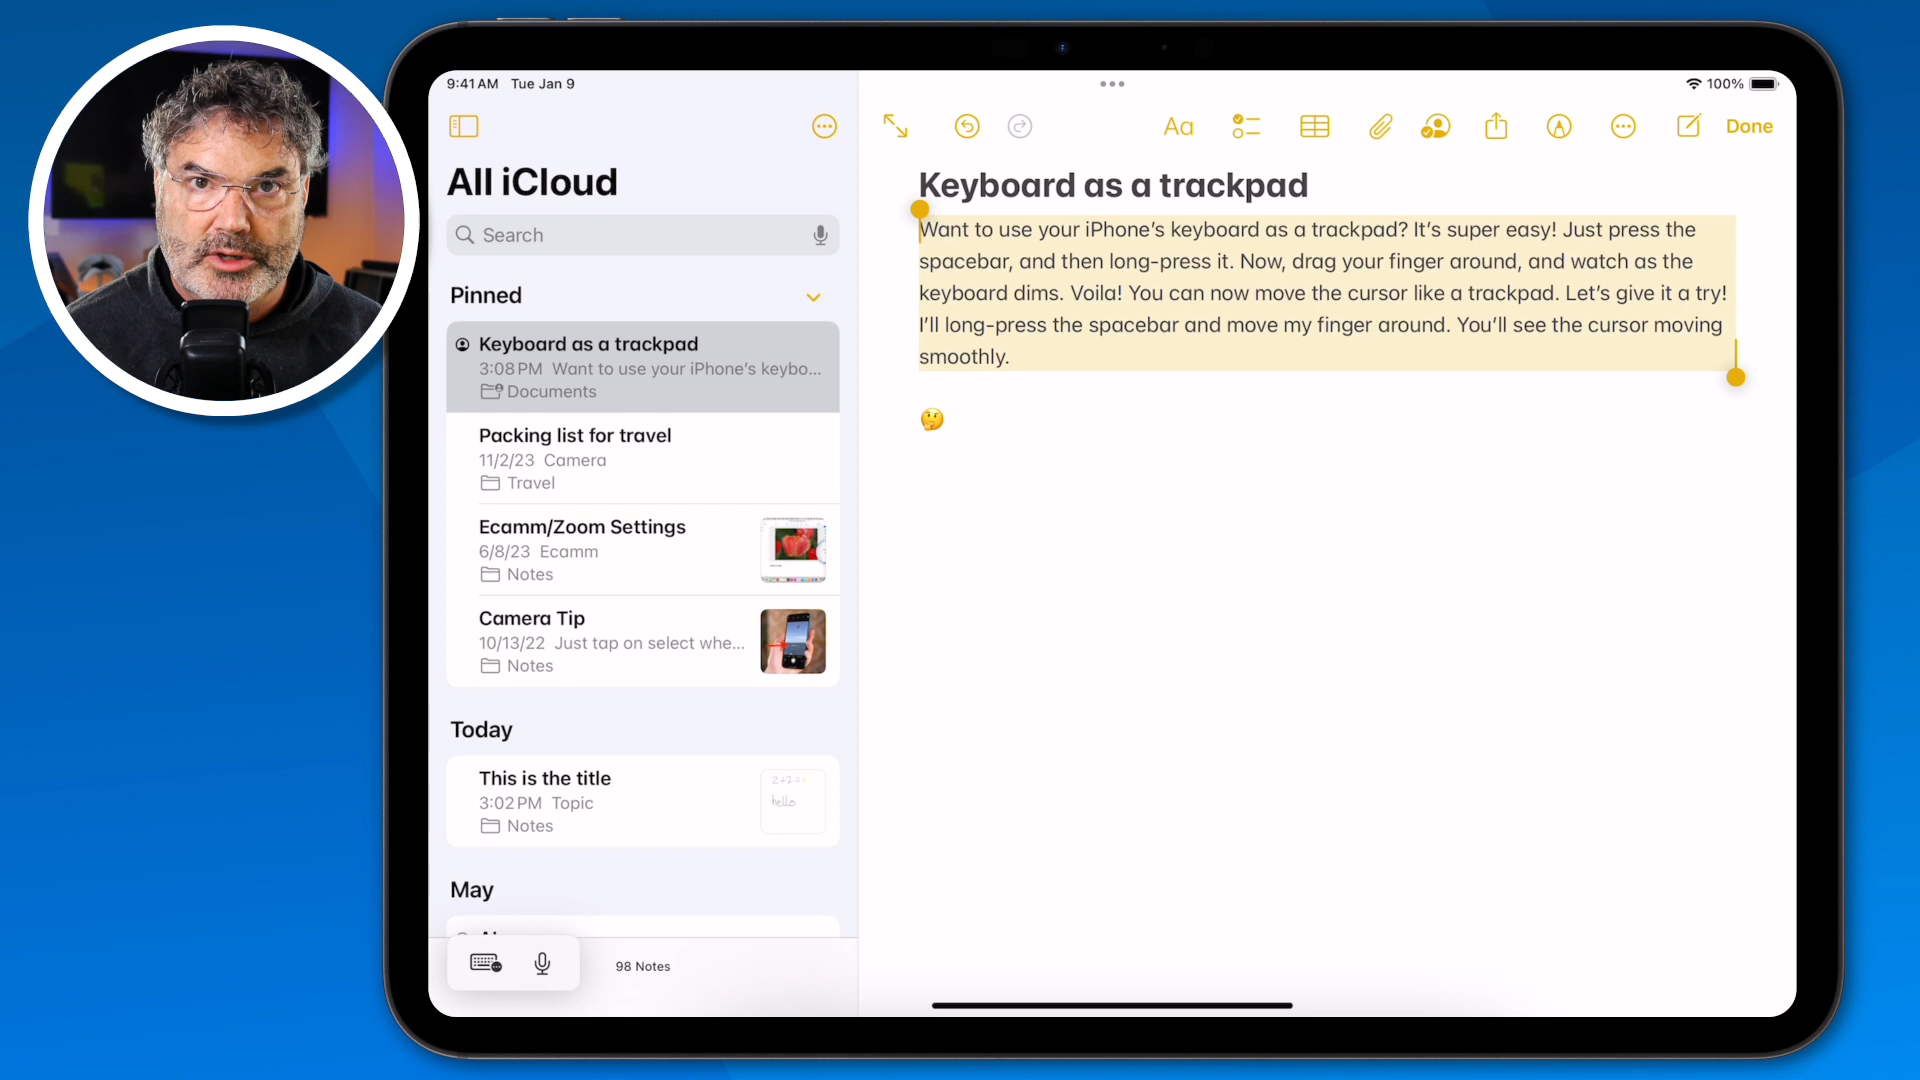 9:41 AM Tue Jan 9
100%
All iCloud
Search
Pinned
Keyboard as a trackpad
3:08 PM Want to use your iPhone's keybo...
Documents
Packing list for travel
11/2/23 Camera
Travel
Ecamm/Zoom Settings
6/8/23 Ecamm
Notes
Camera Tip
10/13/22 Just tap on select whe...
Notes
Today
This is the title
3:02 PM Topic
Notes
2+2=
hello
May
98 Notes
Aa
Done
Keyboard as a trackpad
Want to use your iPhone’s keyboard as a trackpad? It’s super easy! Just press the
spacebar, and then long-press it. Now, drag your finger around, and watch as the
keyboard dims. Voila! You can now move the cursor like a trackpad. Let’s give it a try!
I’ll long-press the spacebar and move my finger around. You’ll see the cursor moving
smoothly.
🤔